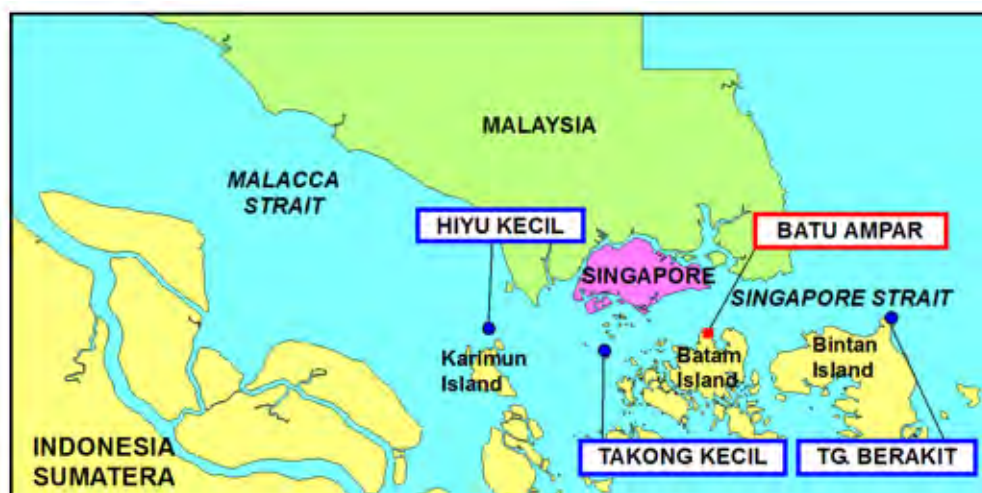 MALAYSIA
MALACCA
STRAIT
HIYU KECIL
BATU AMPAR
SINGAPORE
SINGAPORE STRAIT
Karimun
Island
Batam
Island
Bintan
Island
INDONESIA
SUMATERA
TAKONG KECIL
TG. BERAKIT